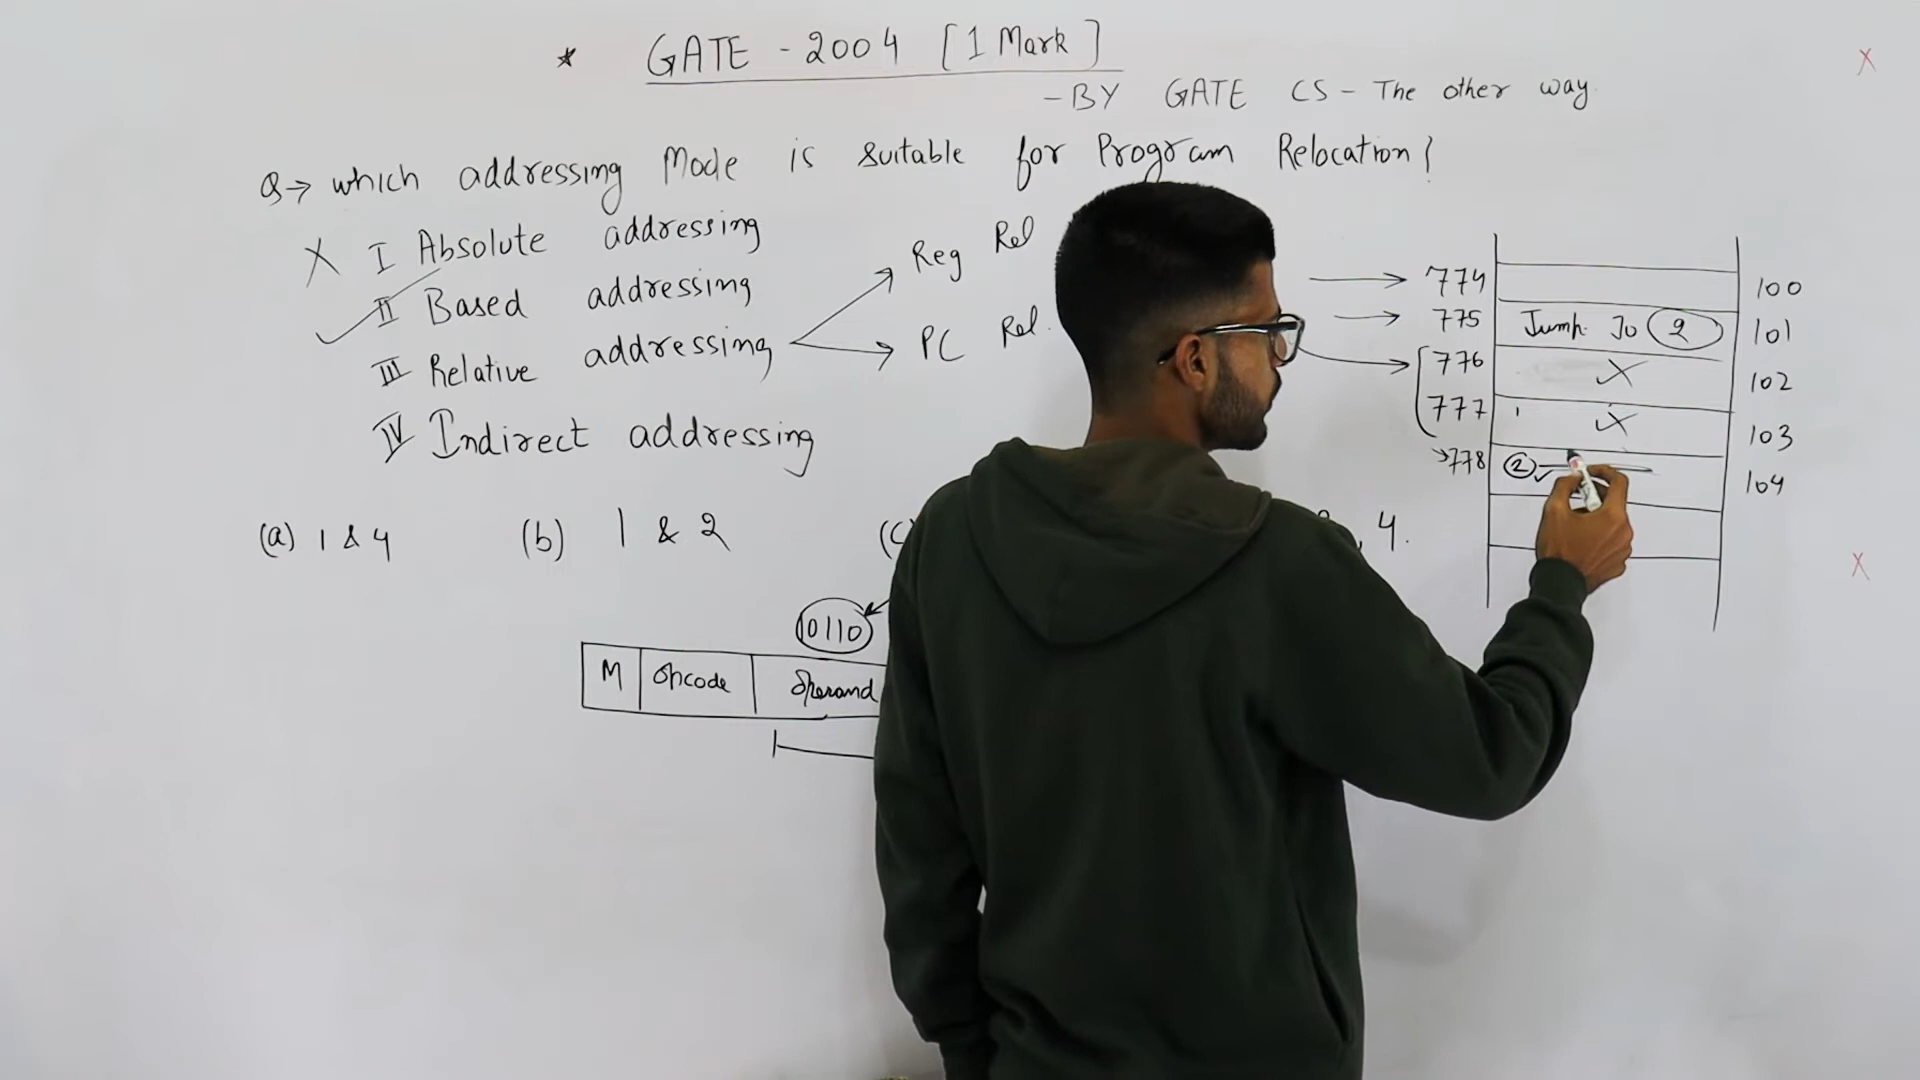 * GATE - 2004 [1 Mark]
- BY GATE CS - The other way
Q→ which addressing Mode is suitable for Program Relocation?
X I Absolute addressing
II Based addressing
III Relative addressing
IV Indirect addressing
Reg Rel
PC Rel.
774
775
776
777
778
Jump To 2
X
X
2
100
101
102
103
104
(a) 1 & 4
(b) 1 & 2
(c)
, 4.
10110
M opcode operand
X
X